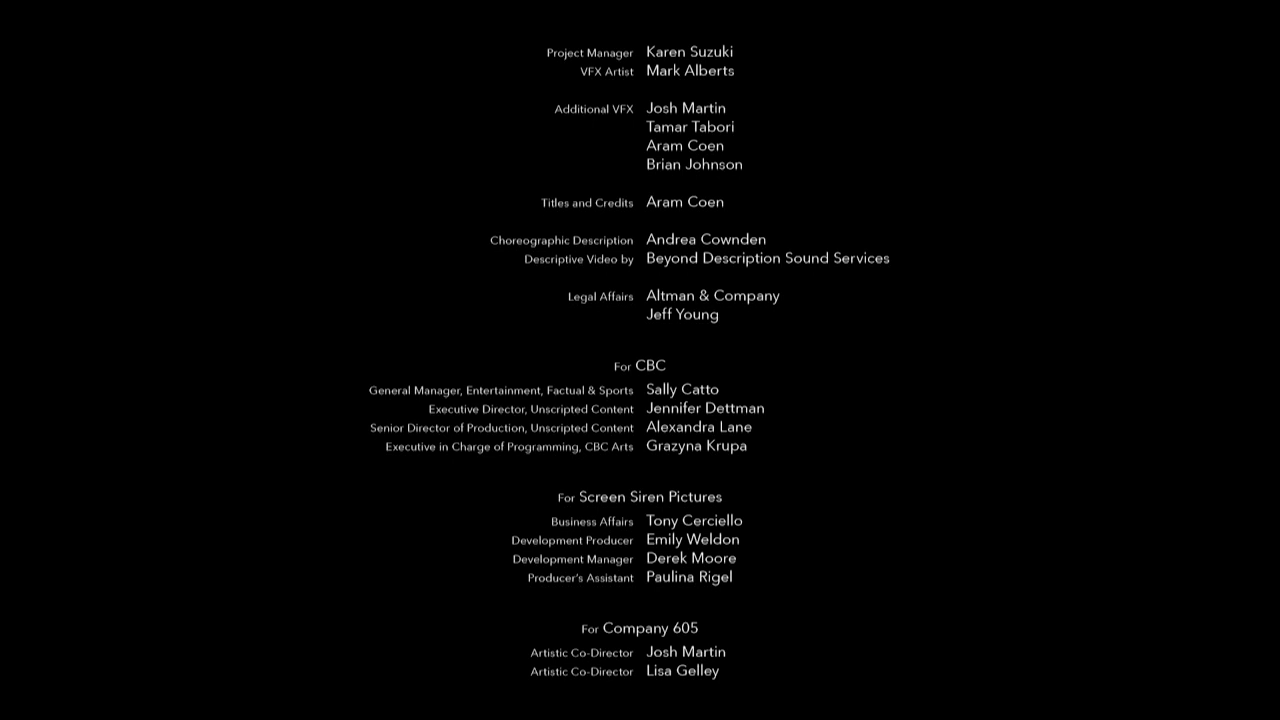 Project Manager Karen Suzuki
VFX Artist Mark Alberts
Additional VFX Josh Martin
Tamar Tabori
Aram Coen
Brian Johnson
Titles and Credits Aram Coen
Choreographic Description Andrea Cownden
Descriptive Video by Beyond Description Sound Services
Legal Affairs Altman & Company
Jeff Young
For CBC
General Manager, Entertainment, Factual & Sports Sally Catto
Executive Director, Unscripted Content Jennifer Dettman
Senior Director of Production, Unscripted Content Alexandra Lane
Executive in Charge of Programming, CBC Arts Grazyna Krupa
For Screen Siren Pictures
Business Affairs Tony Cerciello
Development Producer Emily Weldon
Development Manager Derek Moore
Producer's Assistant Paulina Rigel
For Company 605
Artistic Co-Director Josh Martin
Artistic Co-Director Lisa Gelley